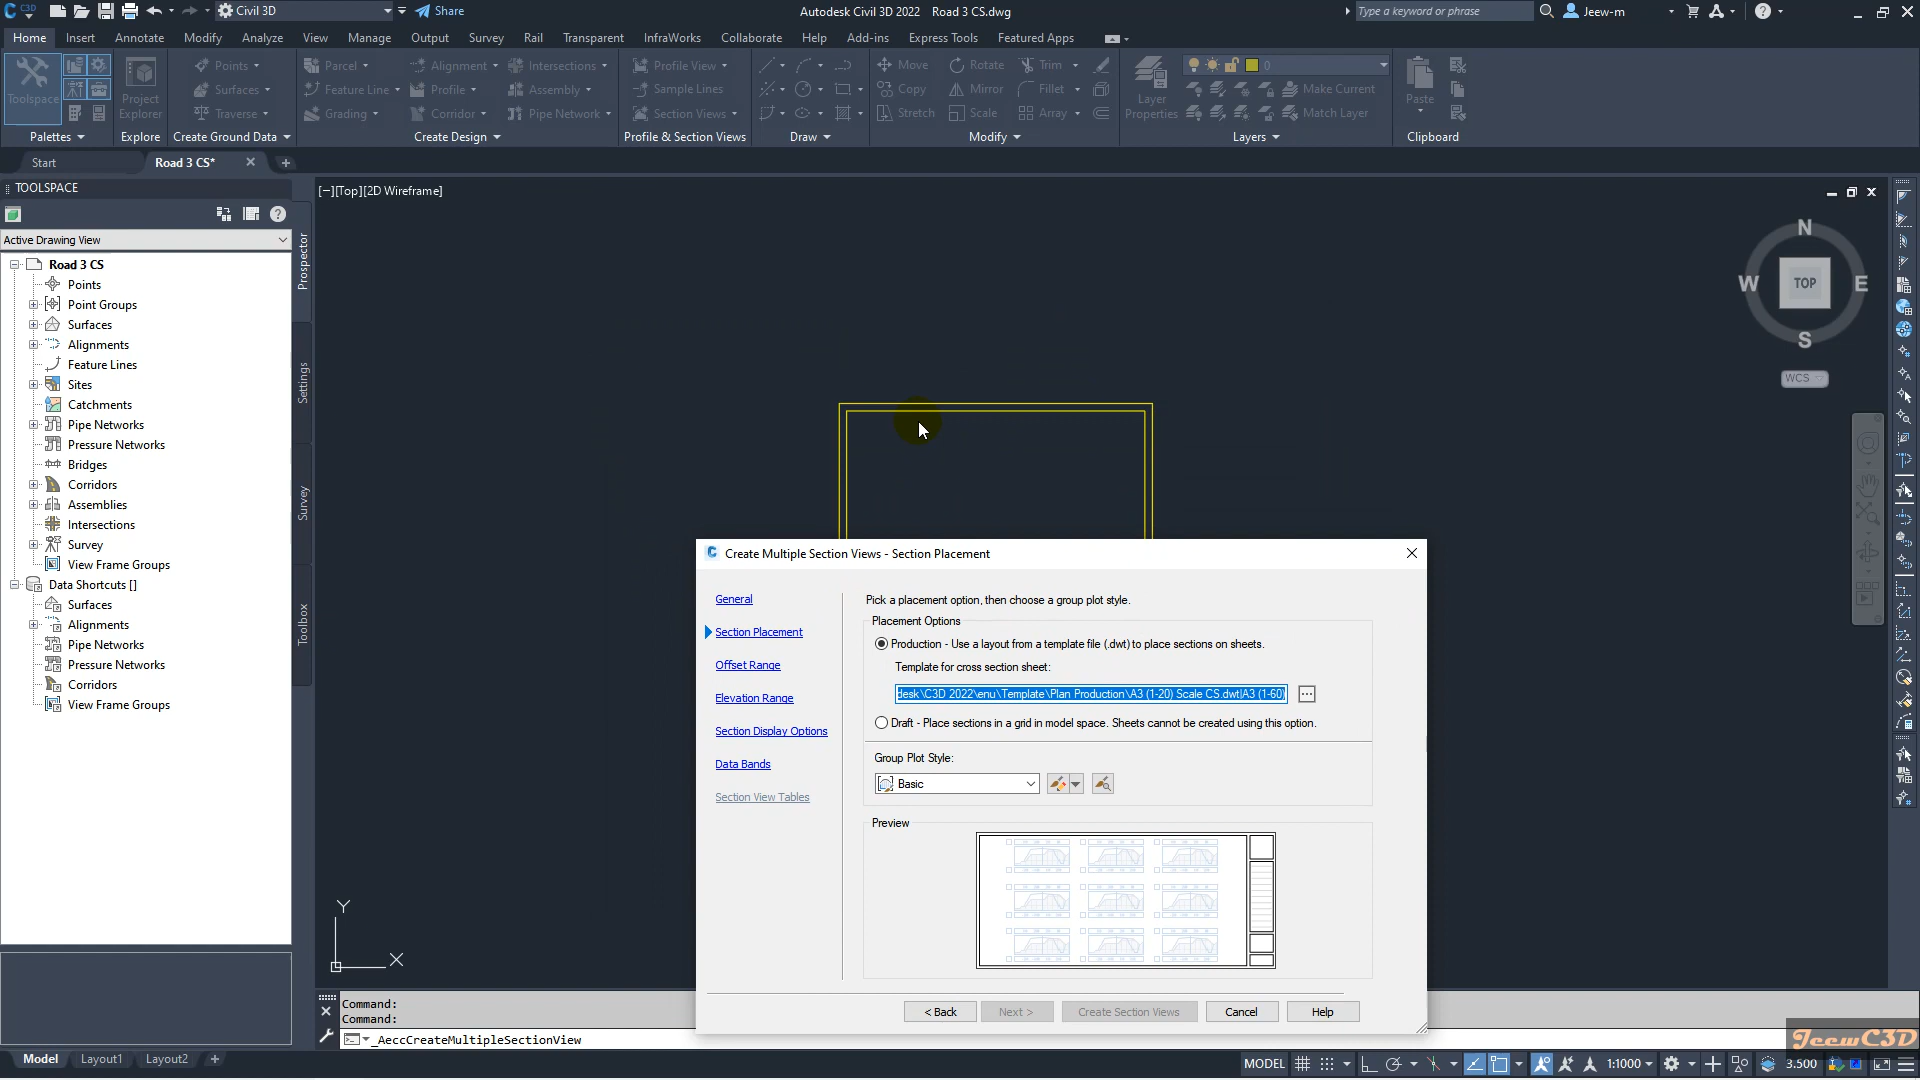 C3D
Civil 3D
Share
Autodesk Civil 3D 2022 Road 3 CS.dwg
Type a keyword or phrase
Jeew-m
Home Insert Annotate Modify Analyze View Manage Output Survey Rail Transparent InfraWorks Collaborate Help Add-ins Express Tools Featured Apps
Toolspace
Project Explorer
Points
Surfaces
Traverse
Parcel
Feature Line
Grading
Alignment
Profile
Corridor
Intersections
Assembly
Pipe Network
Profile View
Sample Lines
Section Views
Move
Copy
Stretch
Rotate
Mirror
Scale
Trim
Fillet
Array
Layer Properties
0
Make Current
Match Layer
Paste
Palettes Explore Create Ground Data Create Design Profile & Section Views Draw Modify Layers Clipboard
Start
Road 3 CS*
TOOLSPACE
Active Drawing View
Road 3 CS
Points
Point Groups
Surfaces
Alignments
Feature Lines
Sites
Catchments
Pipe Networks
Pressure Networks
Bridges
Corridors
Assemblies
Intersections
Survey
View Frame Groups
Data Shortcuts []
Surfaces
Alignments
Pipe Networks
Pressure Networks
Corridors
View Frame Groups
Prospector
Settings
Survey
Toolbox
[−][Top][2D Wireframe]
N
W
TOP
E
S
WCS
Y
X
Create Multiple Section Views - Section Placement
General
Section Placement
Offset Range
Elevation Range
Section Display Options
Data Bands
Section View Tables
Pick a placement option, then choose a group plot style.
Placement Options
Production - Use a layout from a template file (.dwt) to place sections on sheets.
Template for cross section sheet:
desk\C3D 2022\enu\Template\Plan Production\A3 (1-20) Scale CS.dwt|A3 (1-60)
Draft - Place sections in a grid in model space. Sheets cannot be created using this option.
Group Plot Style:
Basic
Preview
< Back
Next >
Create Section Views
Cancel
Help
Command:
Command:
_AeccCreateMultipleSectionView
Model Layout1 Layout2
MODEL
1:1000
3.500
JeewC3D